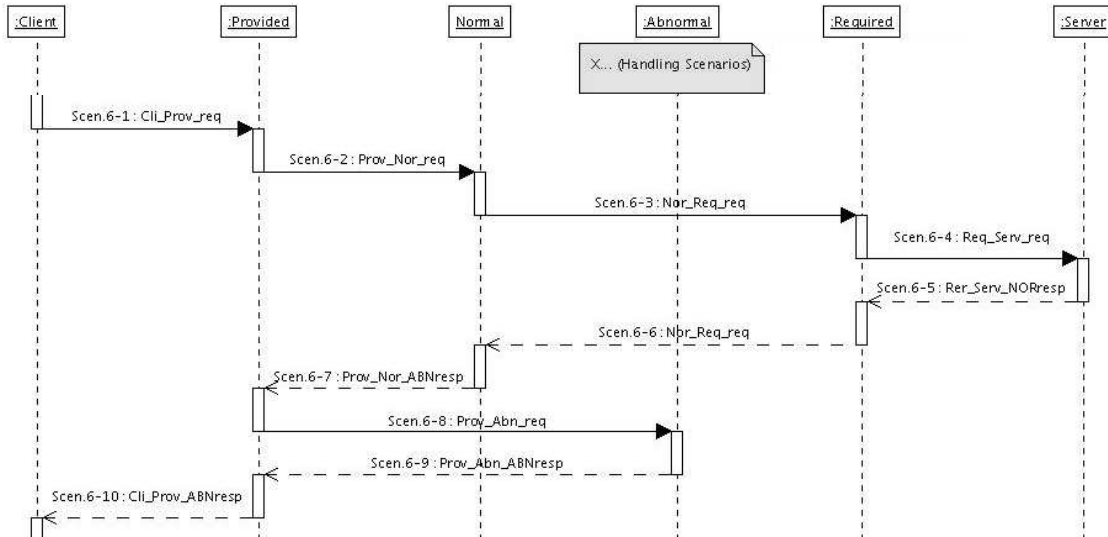 :Client
:Provided
Normal
:Abnormal
:Required
:Server
X... (Handling Scenarios)
Scen.6-1 : Cli_Prov_req
Scen.6-2 : Prov_Nor_req
Scen.6-3 : Nor_Req_req
Scen.6-4 : Req_Serv_req
Scen.6-5 : Rer_Serv_NORresp
Scen.6-6 : Nor_Req_req
Scen.6-7 : Prov_Nor_ABNresp
Scen.6-8 : Prov_Abn_req
Scen.6-9 : Prov_Abn_ABNresp
Scen.6-10 : Cli_Prov_ABNresp